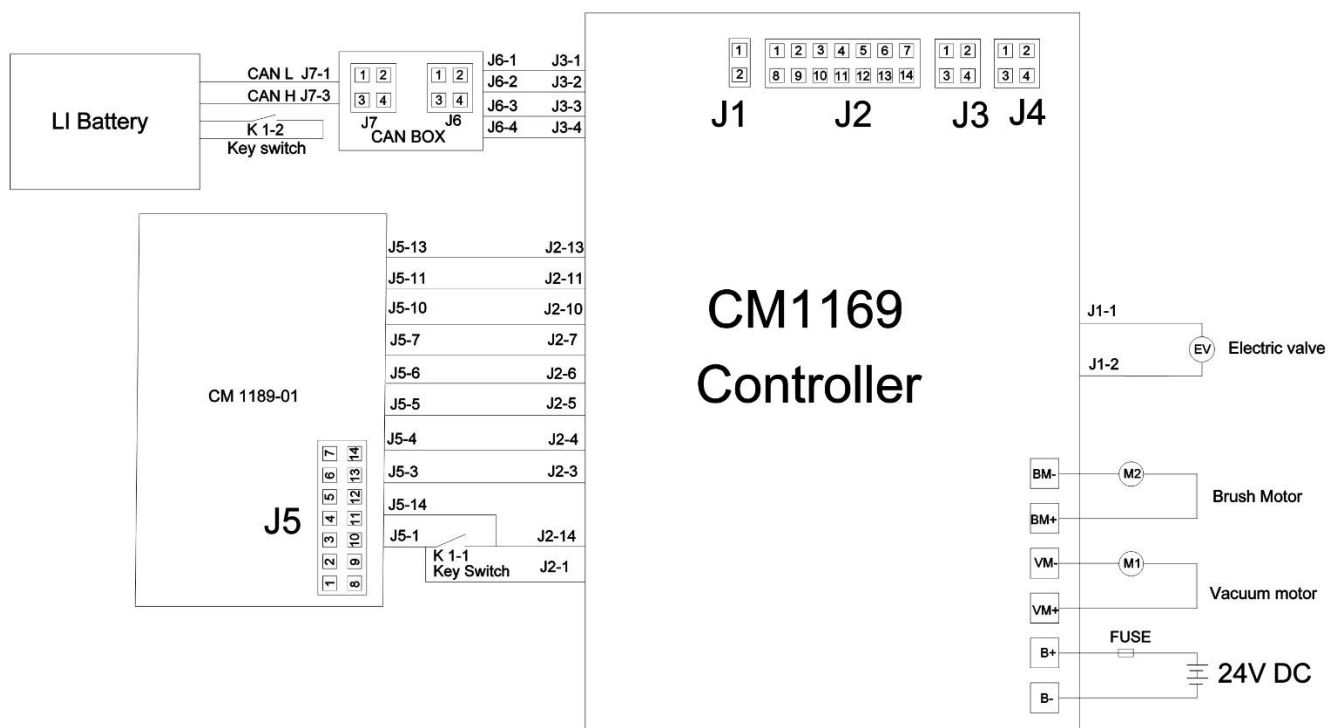 LI Battery
CAN L J7-1
CAN H J7-3
K 1-2
Key switch
1 2
3 4
J7
1 2
3 4
J6
CAN BOX
J6-1 J3-1
J6-2 J3-2
J6-3 J3-3
J6-4 J3-4
1
2
J1
1 2 3 4 5 6 7
8 9 10 11 12 13 14
J2
1 2
3 4
J3
1 2
3 4
J4
CM 1189-01
J5
7 14
6 13
5 12
4 11
3 10
2 9
1 8
J5-13 J2-13
J5-11 J2-11
J5-10 J2-10
J5-7 J2-7
J5-6 J2-6
J5-5 J2-5
J5-4 J2-4
J5-3 J2-3
J5-14
J5-1 J2-14
K 1-1
Key Switch J2-1
CM1169
Controller
J1-1
J1-2
EV
Electric valve
BM- M2
BM+
Brush Motor
VM- M1
VM+
Vacuum motor
B+ FUSE
B-
24V DC